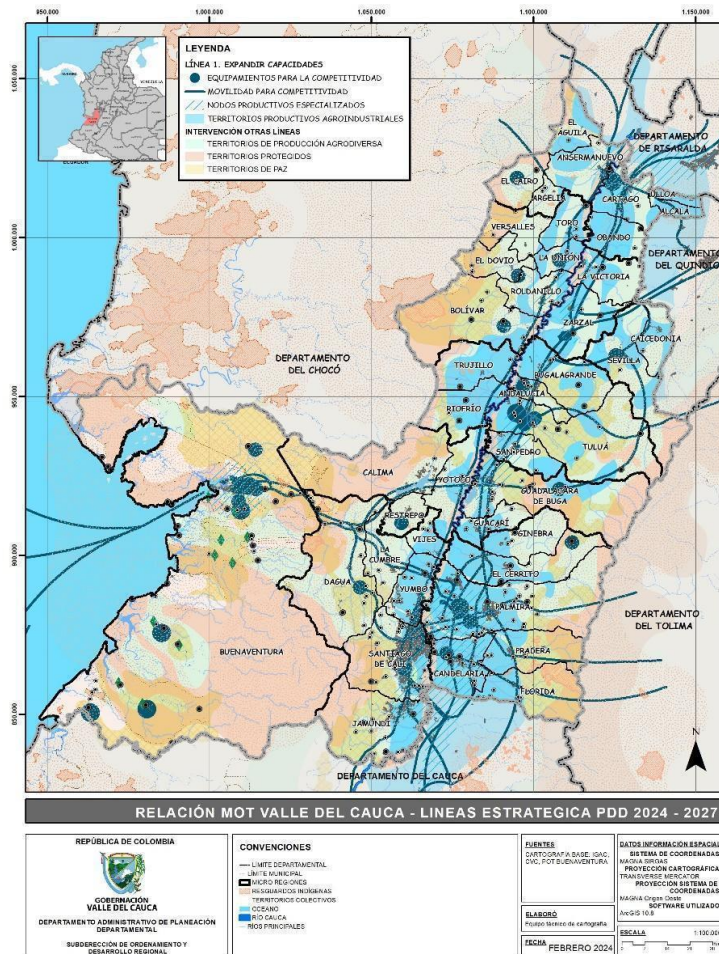 950.000
1.000.000
1.050.000
1.100.000
1.150.000
LEYENDA
LÍNEA 1. EXPANDIR CAPACIDADES
EQUIPAMIENTOS PARA LA COMPETITIVIDAD
MOVILIDAD PARA COMPETITIVIDAD
NODOS PRODUCTIVOS ESPECIALIZADOS
TERRITORIOS PRODUCTIVOS AGROINDUSTRIALES
INTERVENCIÓN OTRAS LÍNEAS
TERRITORIOS DE PRODUCCIÓN AGRODIVERSA
TERRITORIOS PROTEGIDOS
TERRITORIOS DE PAZ
ECUADOR
1.050.000
1.000.000
950.000
900.000
850.000
EL ÁGUILA
DEPARTAMENTO DE RISARALDA
ANSERMANUEVO
EL CAIRO
ARGELIA
CARTAGO
ULLOA
ALCALÁ
VERSALLES
TORO
OBANDO
DEPARTAMENTO DEL QUINDÍO
EL DOVIO
LA UNIÓN
LA VICTORIA
ROLDANILLO
BOLÍVAR
ZARZAL
CAICEDONIA
SEVILLA
DEPARTAMENTO DEL CHOCÓ
TRUJILLO
BUGALAGRANDE
ANDALUCÍA
RIOFRÍO
TULUÁ
SAN PEDRO
CALIMA
YOTOCO
GUADALAJARA DE BUGA
RESTREPO
GUACARÍ
VIJES
GINEBRA
LA CUMBRE
EL CERRITO
DAGUA
YUMBO
PALMIRA
DEPARTAMENTO DEL TOLIMA
BUENAVENTURA
SANTIAGO DE CALI
PRADERA
CANDELARIA
FLORIDA
JAMUNDÍ
DEPARTAMENTO DEL CAUCA
N
RELACIÓN MOT VALLE DEL CAUCA - LINEAS ESTRATEGICA PDD 2024 - 2027
REPÚBLICA DE COLOMBIA
GOBERNACIÓN
VALLE DEL CAUCA
DEPARTAMENTO ADMINISTRATIVO DE PLANEACIÓN
DEPARTAMENTAL
SUBDIRECCIÓN DE ORDENAMIENTO Y
DESARROLLO REGIONAL
CONVENCIONES
LÍMITE DEPARTAMENTAL
LÍMITE MUNICIPAL
MICRO REGIONES
RESGUARDOS INDÍGENAS
TERRITORIOS COLECTIVOS
OCEANO
RÍO CAUCA
RÍOS PRINCIPALES
FUENTES
CARTOGRAFÍA BASE: IGAC,
CVC, POT BUENAVENTURA.
ELABORÓ
Equipo técnico de cartografía.
FECHA
FEBRERO 2024
DATOS INFORMACIÓN ESPACIAL
SISTEMA DE COORDENADAS
MAGNA SIRGAS
PROYECCIÓN CARTOGRÁFICA
TRANSVERSE MERCATOR
PROYECCIÓN SISTEMA DE
COORDENADAS
MAGNA Origen Oeste
SOFTWARE UTILIZADO
ArcGIS 10.8
ESCALA